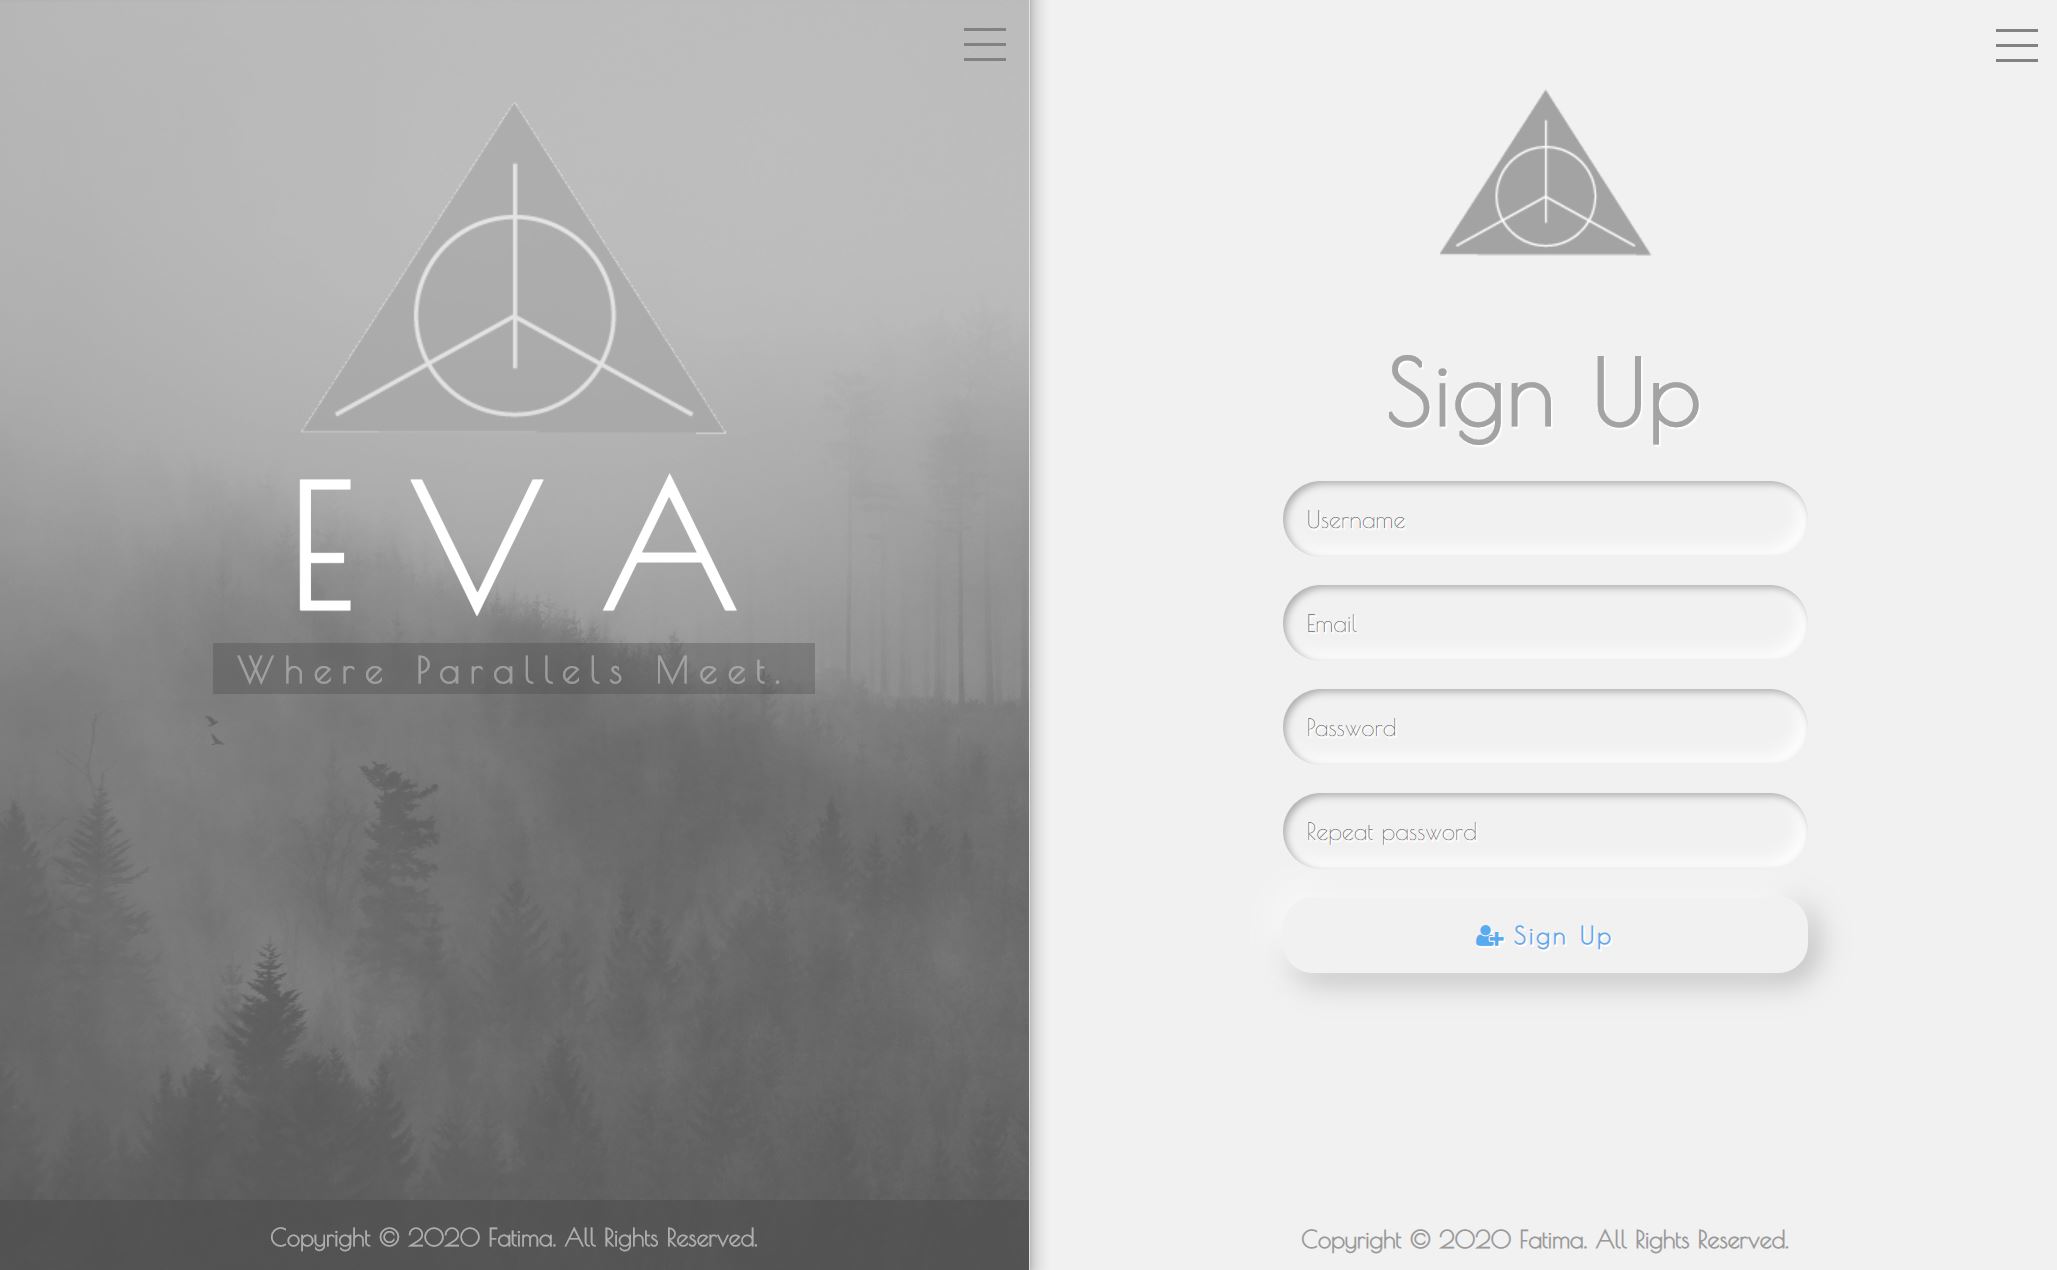 EVA
Where Parallels Meet.
Copyright © 2020 Fatima. All Rights Reserved.
Sign Up
Username
Email
Password
Repeat password
Sign Up
Copyright © 2020 Fatima. All Rights Reserved.